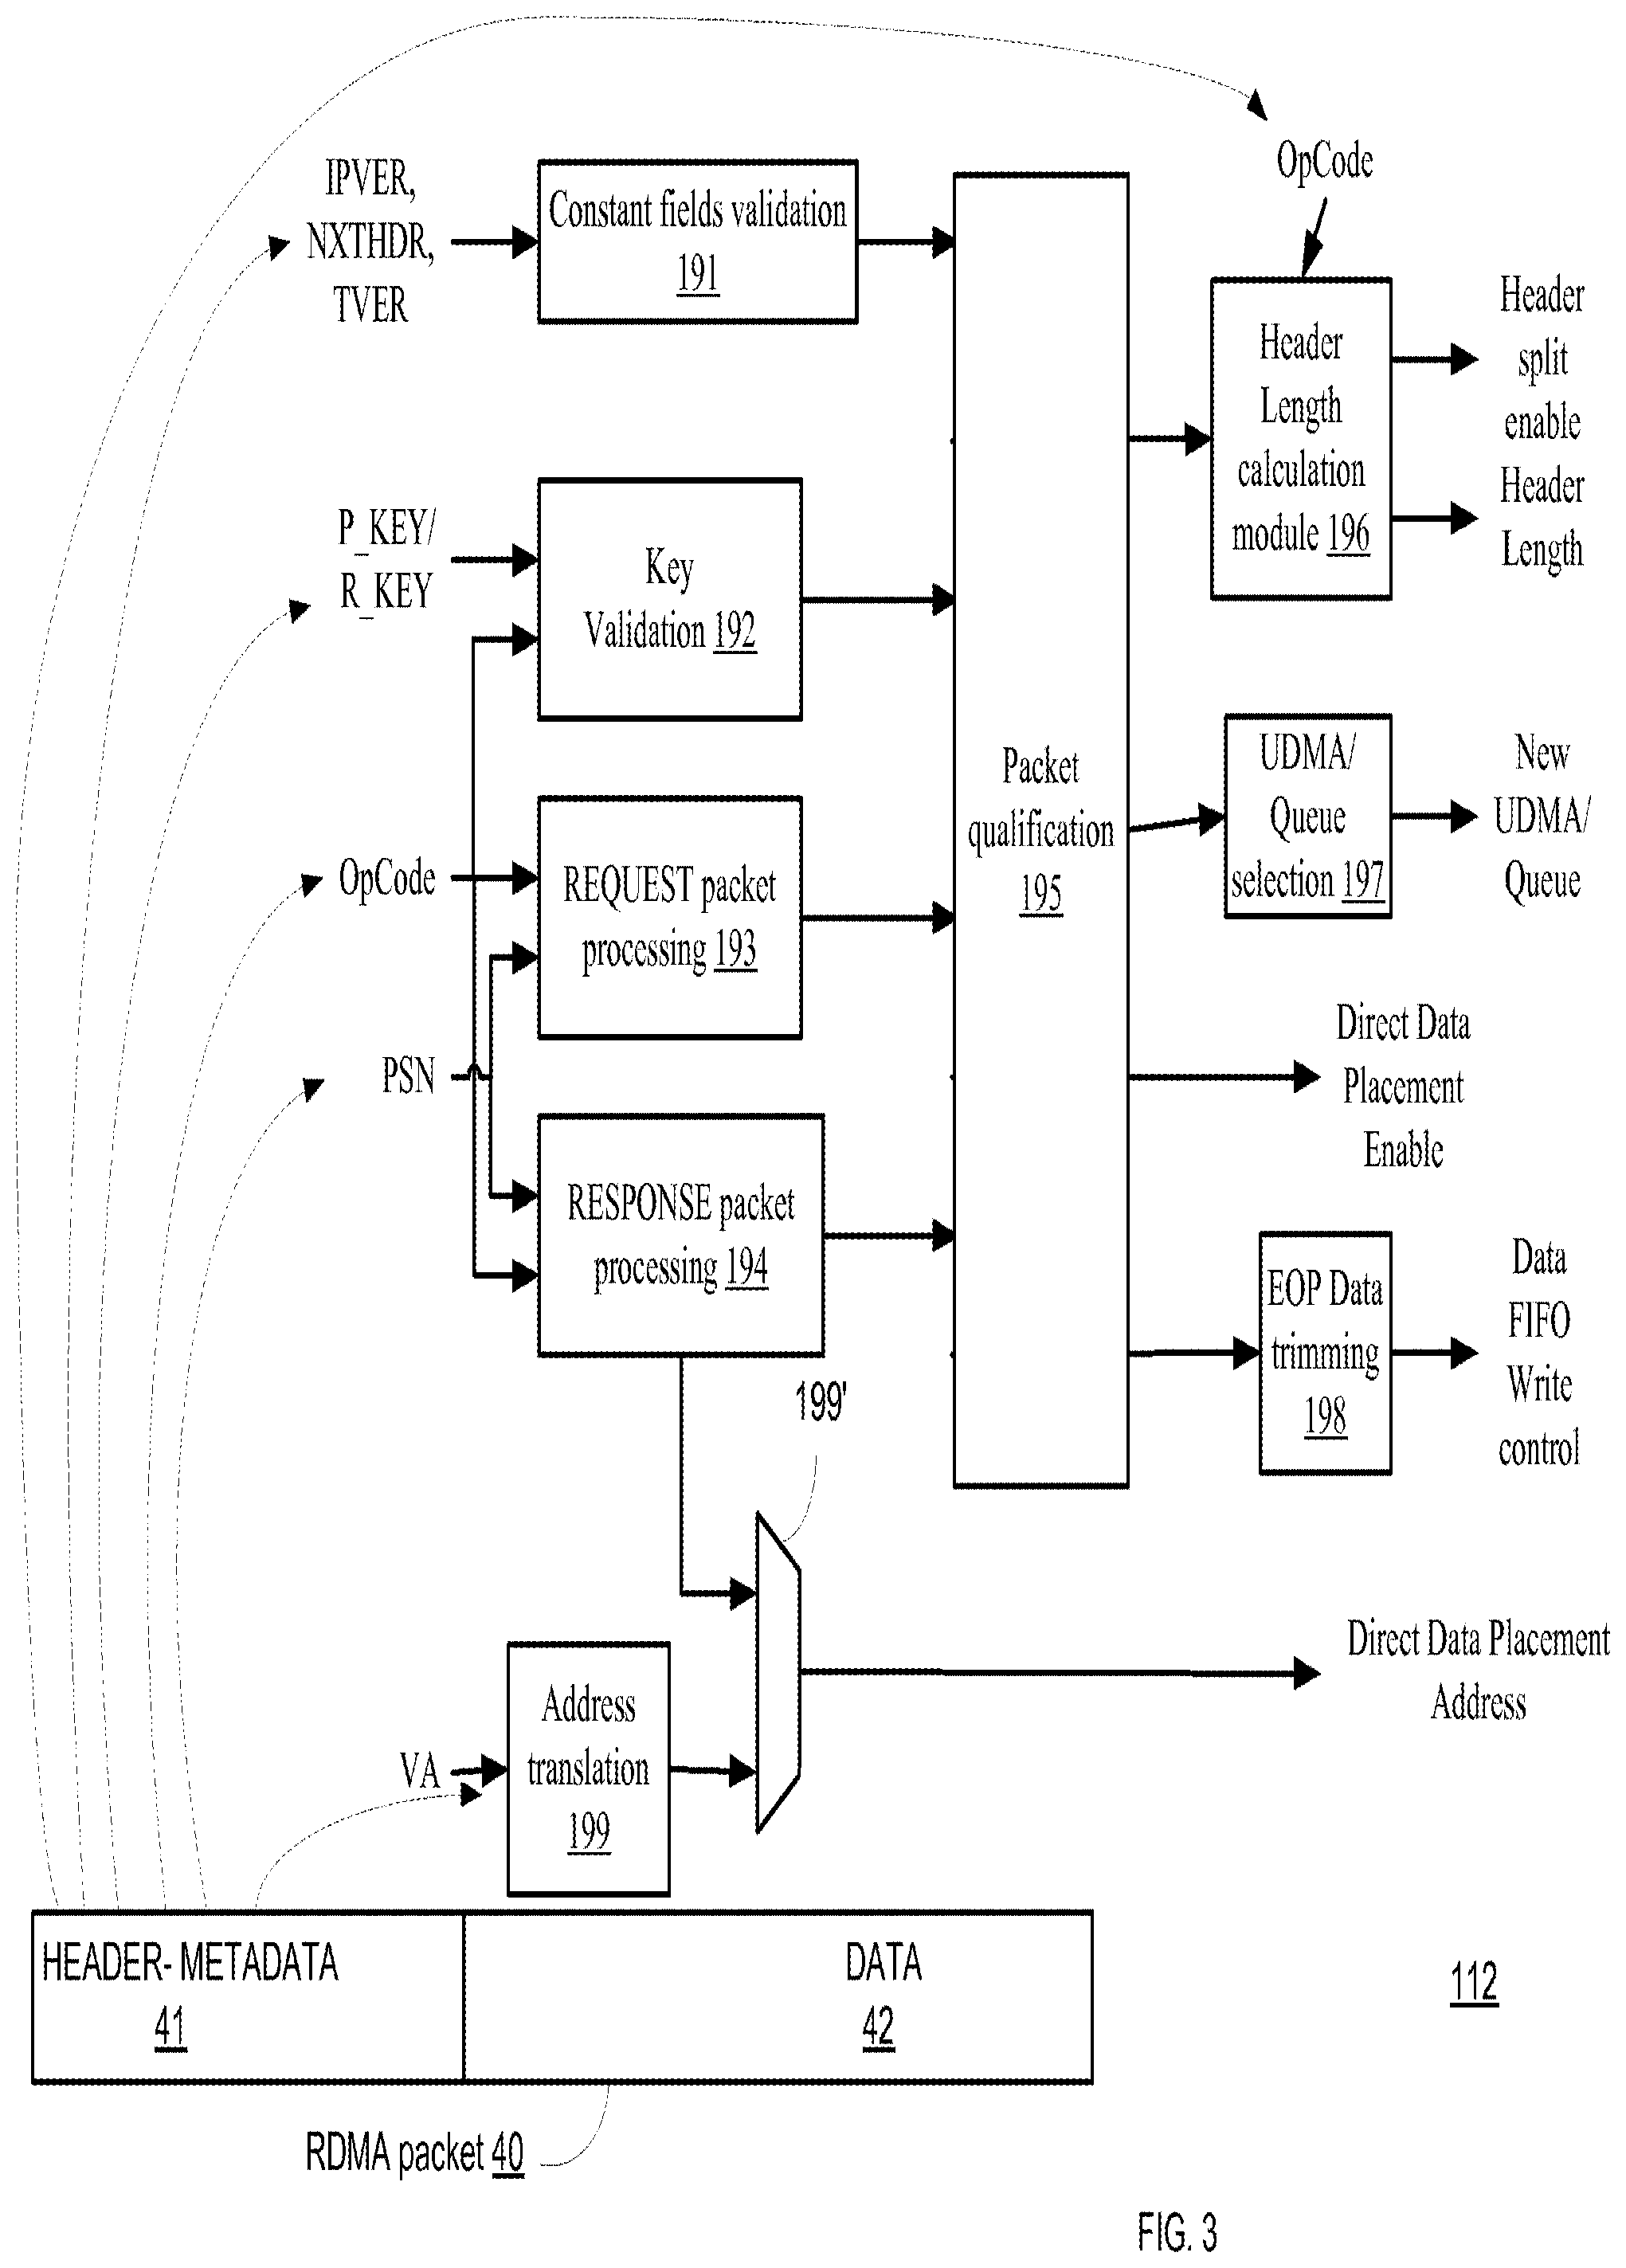 OpCode
IPVER,
NXTHDR,
TVER
Constant fields validation
191
Header
Length
calculation
module 196
Header
split
enable
Header
Length
P_KEY/
R_KEY
Key
Validation 192
Packet
qualification
195
UDMA/
Queue
selection 197
New
UDMA/
Queue
OpCode
REQUEST packet
processing 193
PSN
Direct Data
Placement
Enable
RESPONSE packet
processing 194
EOP Data
trimming
198
Data
FIFO
Write
control
199'
Direct Data Placement
Address
VA
Address
translation
199
HEADER- METADATA
41
DATA
42
112
RDMA packet 40
FIG. 3